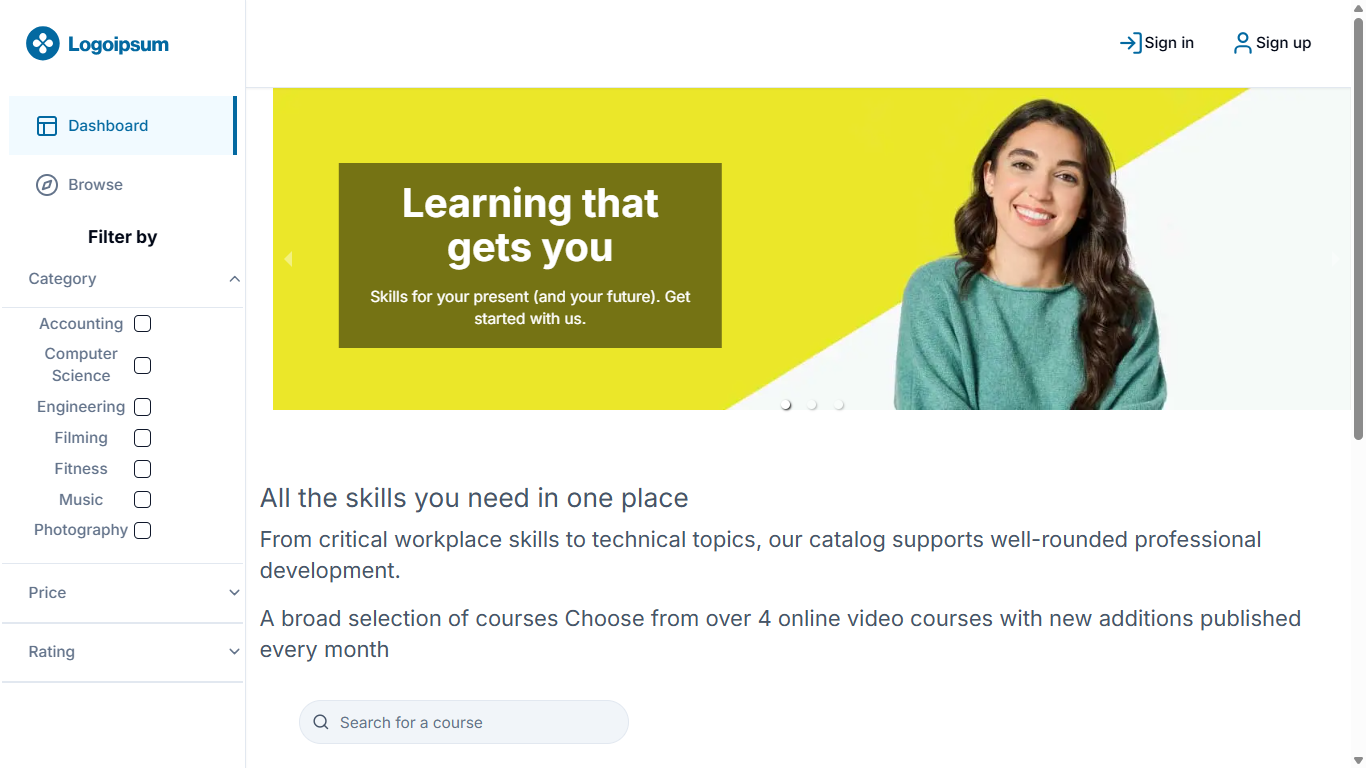 Logoipsum
Sign in
Sign up
Dashboard
Browse
Filter by
Category
Accounting
Computer
Science
Engineering
Filming
Fitness
Music
Photography
Price
Rating
Learning that
gets you
Skills for your present (and your future). Get
started with us.
All the skills you need in one place
From critical workplace skills to technical topics, our catalog supports well-rounded professional
development.
A broad selection of courses Choose from over 4 online video courses with new additions published
every month
Search for a course